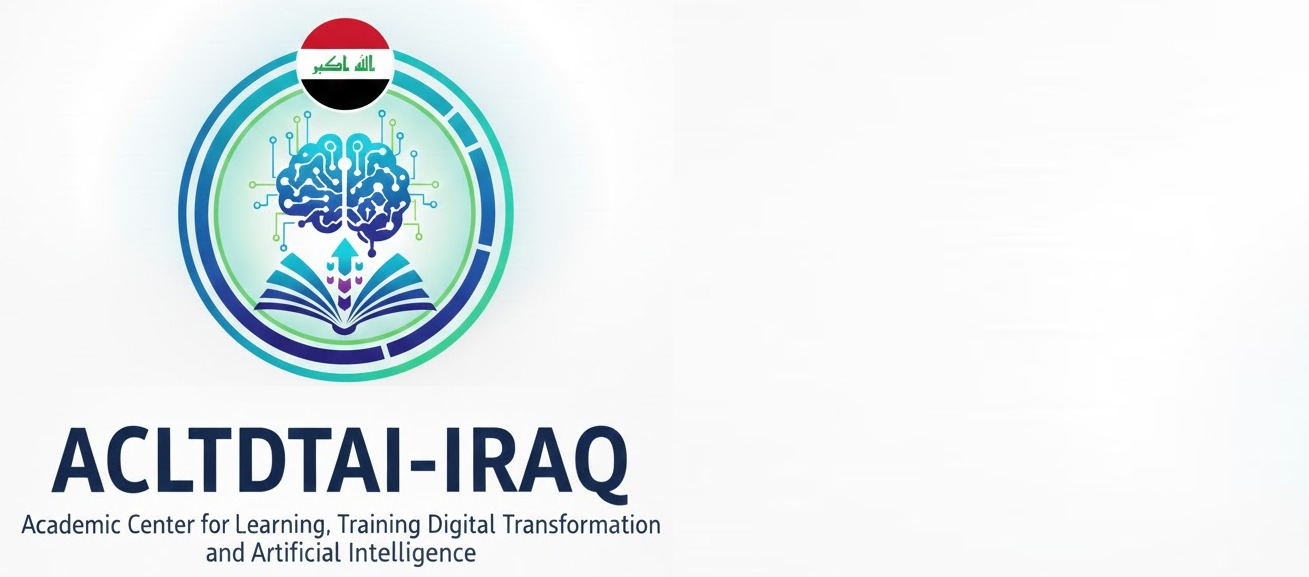 الله اكبر
ACLTDTAI-IRAQ
Academic Center for Learning, Training Digital Transformation
and Artificial Intelligence